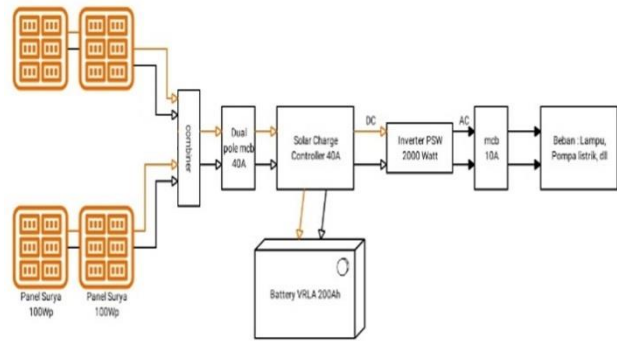 combiner
Dual
pole mcb
40A
Solar Charge
Controller 40A
DC
Inverter PSW
2000 Watt
AC
mcb
10A
Beban : Lampu,
Pompa listrik, dll
Battery VRLA 200Ah
Panel Surya
100Wp
Panel Surya
100Wp